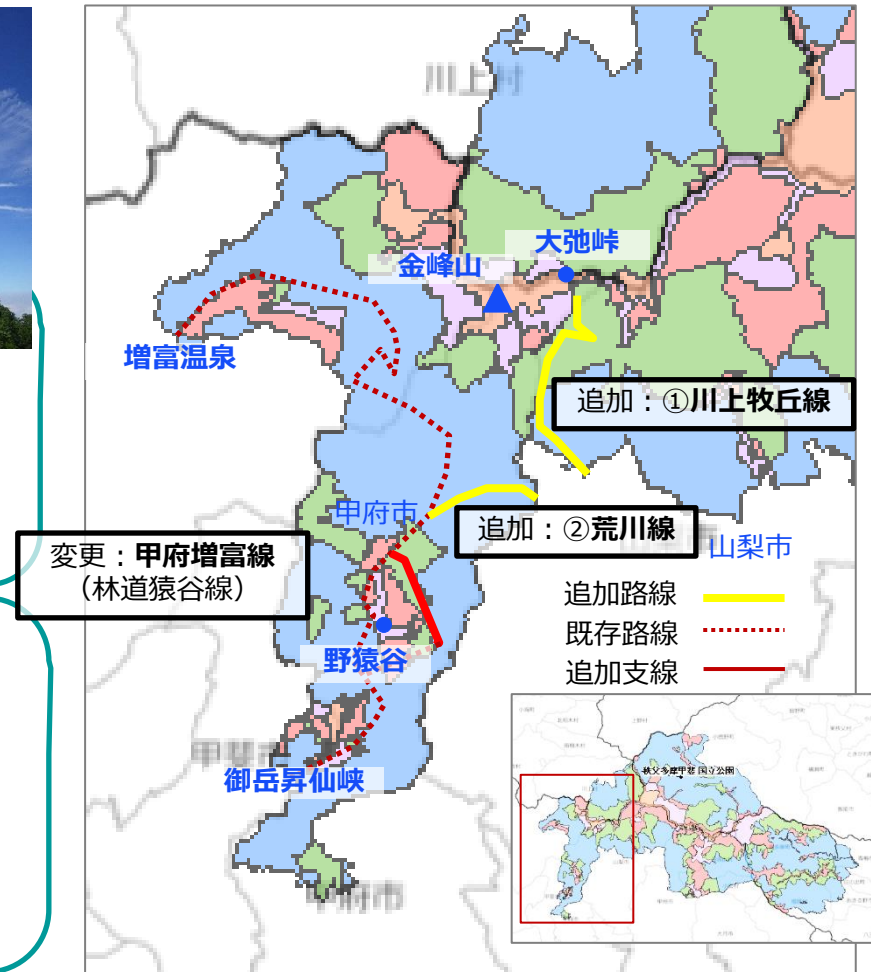 川上村
大弛峠
金峰山
増富温泉
追加：①川上牧丘線
甲府市
追加：②荒川線
山梨市
変更：甲府増富線
（林道猿谷線）
追加路線
既存路線
追加支線
野猿谷
甲斐市
御岳昇仙峡
秩父多摩甲斐国立公園
甲府市